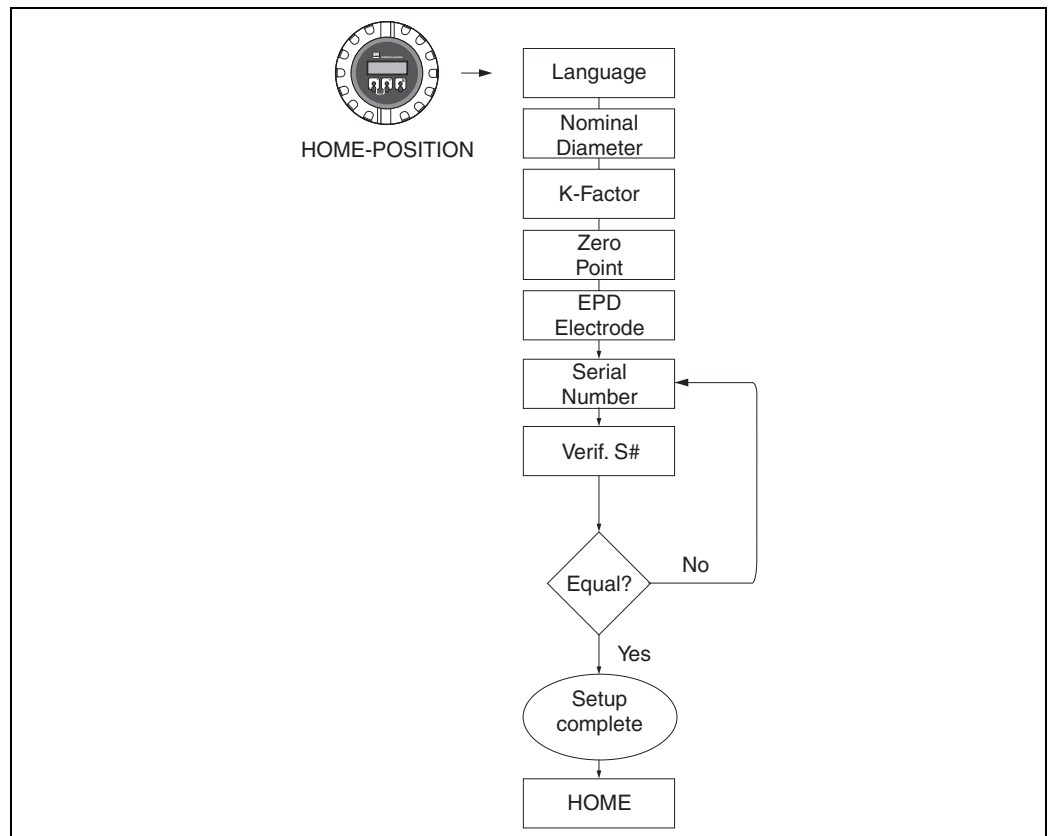 HOME-POSITION
Language
Nominal
Diameter
K-Factor
Zero
Point
EPD
Electrode
Serial
Number
Verif. S#
Equal?
No
Yes
Setup
complete
HOME